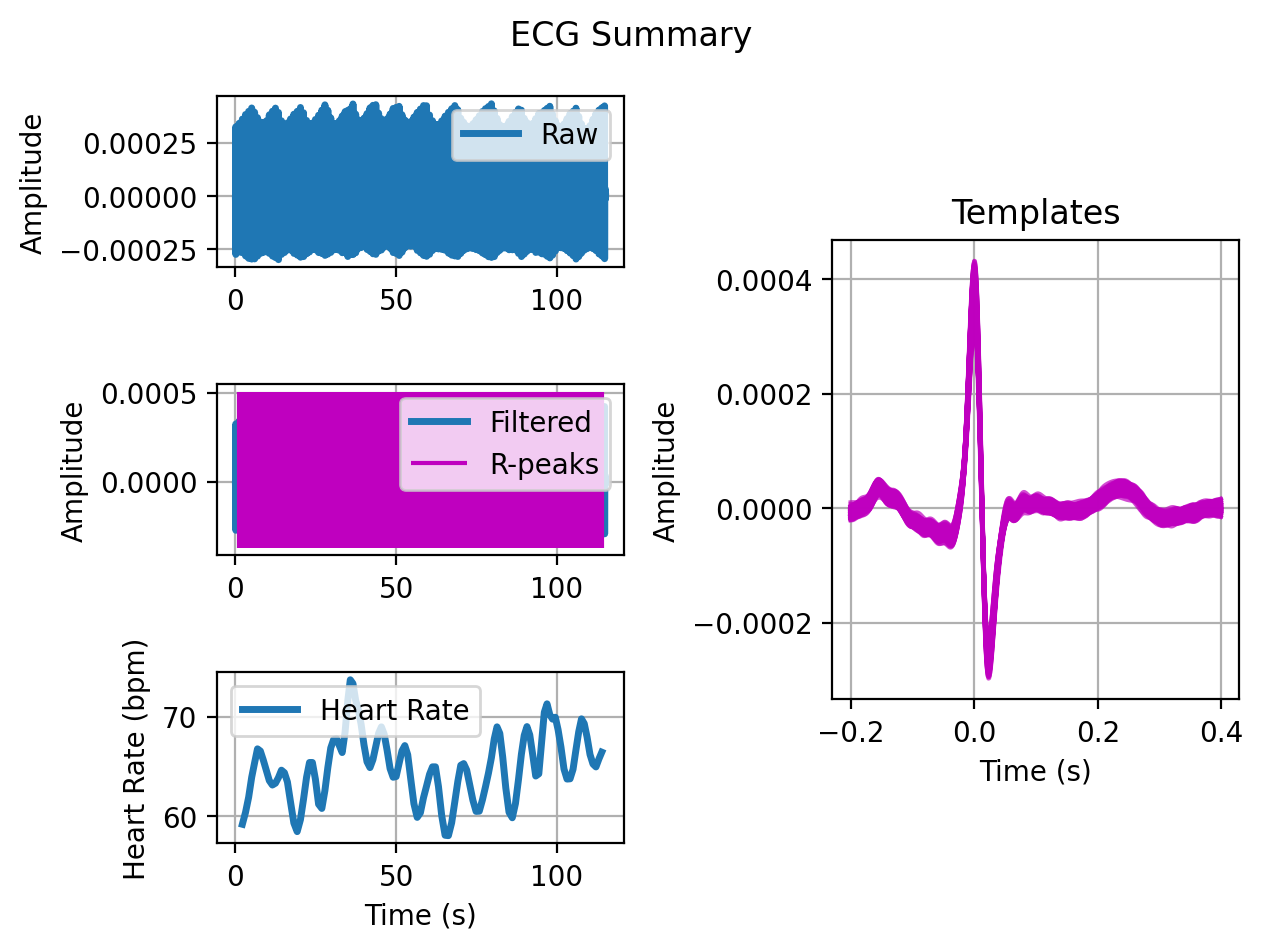 ECG Summary
Amplitude
0.00025
0.00000
−0.00025
Raw
0
50
100
Amplitude
0.0005
0.0000
Filtered
R-peaks
0
50
100
Heart Rate (bpm)
70
60
Heart Rate
0
50
100
Time (s)
Templates
Amplitude
0.0004
0.0002
0.0000
−0.0002
−0.2
0.0
0.2
0.4
Time (s)